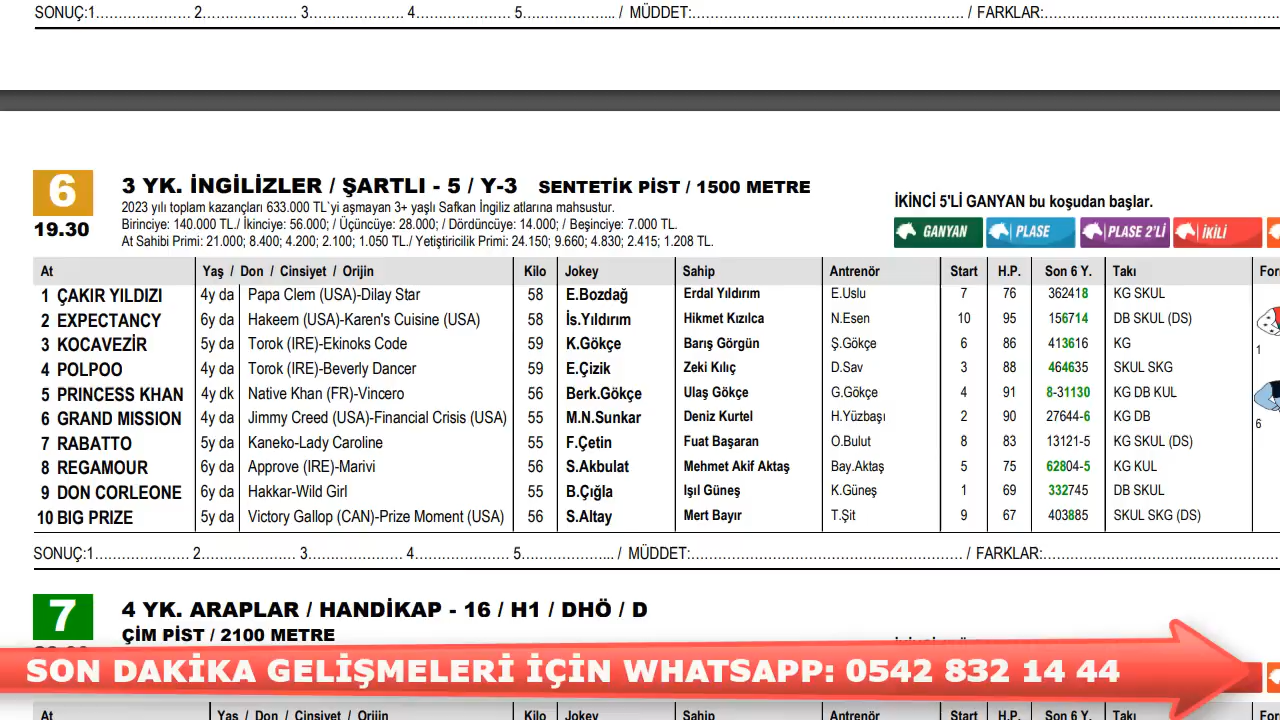 SONUÇ:1..................... 2...................... 3...................... 4...................... 5..................... / MÜDDET:.............................................................. / FARKLAR:......................................................
6 3 YK. İNGİLİZLER / ŞARTLI - 5 / Y-3 SENTETİK PİST / 1500 METRE
19.30
2023 yılı toplam kazançları 633.000 TL`yi aşmayan 3+ yaşlı Safkan İngiliz atlarına mahsustur.
Birinciye: 140.000 TL./ İkinciye: 56.000; / Üçüncüye: 28.000; / Dördüncüye: 14.000; / Beşinciye: 7.000 TL.
At Sahibi Primi: 21.000; 8.400; 4.200; 2.100; 1.050 TL./ Yetiştiricilik Primi: 24.150; 9.660; 4.830; 2.415; 1.208 TL.
İKİNCİ 5'Lİ GANYAN bu koşudan başlar.
GANYAN PLASE PLASE 2'Lİ İKİLİ
At Yaş / Don / Cinsiyet / Orijin Kilo Jokey Sahip Antrenör Start H.P. Son 6 Y. Takı For
1 ÇAKIR YILDIZI 4y da Papa Clem (USA)-Dilay Star 58 E.Bozdağ Erdal Yıldırım E.Uslu 7 76 362418 KG SKUL
2 EXPECTANCY 6y da Hakeem (USA)-Karen's Cuisine (USA) 58 İs.Yıldırım Hikmet Kızılca N.Esen 10 95 156714 DB SKUL (DS)
3 KOCAVEZİR 5y da Torok (IRE)-Ekinoks Code 59 K.Gökçe Barış Görgün Ş.Gökçe 6 86 413616 KG 1
4 POLPOO 4y da Torok (IRE)-Beverly Dancer 59 E.Çizik Zeki Kılıç D.Sav 3 88 464635 SKUL SKG
5 PRINCESS KHAN 4y dk Native Khan (FR)-Vincero 56 Berk.Gökçe Ulaş Gökçe G.Gökçe 4 91 8-31130 KG DB KUL
6 GRAND MISSION 4y da Jimmy Creed (USA)-Financial Crisis (USA) 55 M.N.Sunkar Deniz Kurtel H.Yüzbaşı 2 90 27644-6 KG DB 6
7 RABATTO 5y da Kaneko-Lady Caroline 55 F.Çetin Fuat Başaran O.Bulut 8 83 13121-5 KG SKUL (DS)
8 REGAMOUR 6y da Approve (IRE)-Marivi 56 S.Akbulat Mehmet Akif Aktaş Bay.Aktaş 5 75 62804-5 KG KUL
9 DON CORLEONE 6y da Hakkar-Wild Girl 55 B.Çığla Işıl Güneş K.Güneş 1 69 332745 DB SKUL
10 BIG PRIZE 5y da Victory Gallop (CAN)-Prize Moment (USA) 56 S.Altay Mert Bayır T.Şit 9 67 403885 SKUL SKG (DS)
SONUÇ:1..................... 2...................... 3...................... 4...................... 5..................... / MÜDDET:.............................................................. / FARKLAR:......................................................
7 4 YK. ARAPLAR / HANDİKAP - 16 / H1 / DHÖ / D
ÇİM PİST / 2100 METRE
SON DAKİKA GELİŞMELERİ İÇİN WHATSAPP: 0542 832 14 44
At Yaş / Don / Cinsiyet / Orijin Kilo Jokey Sahip Antrenör Start H.P. Son 6 Y. Takı For